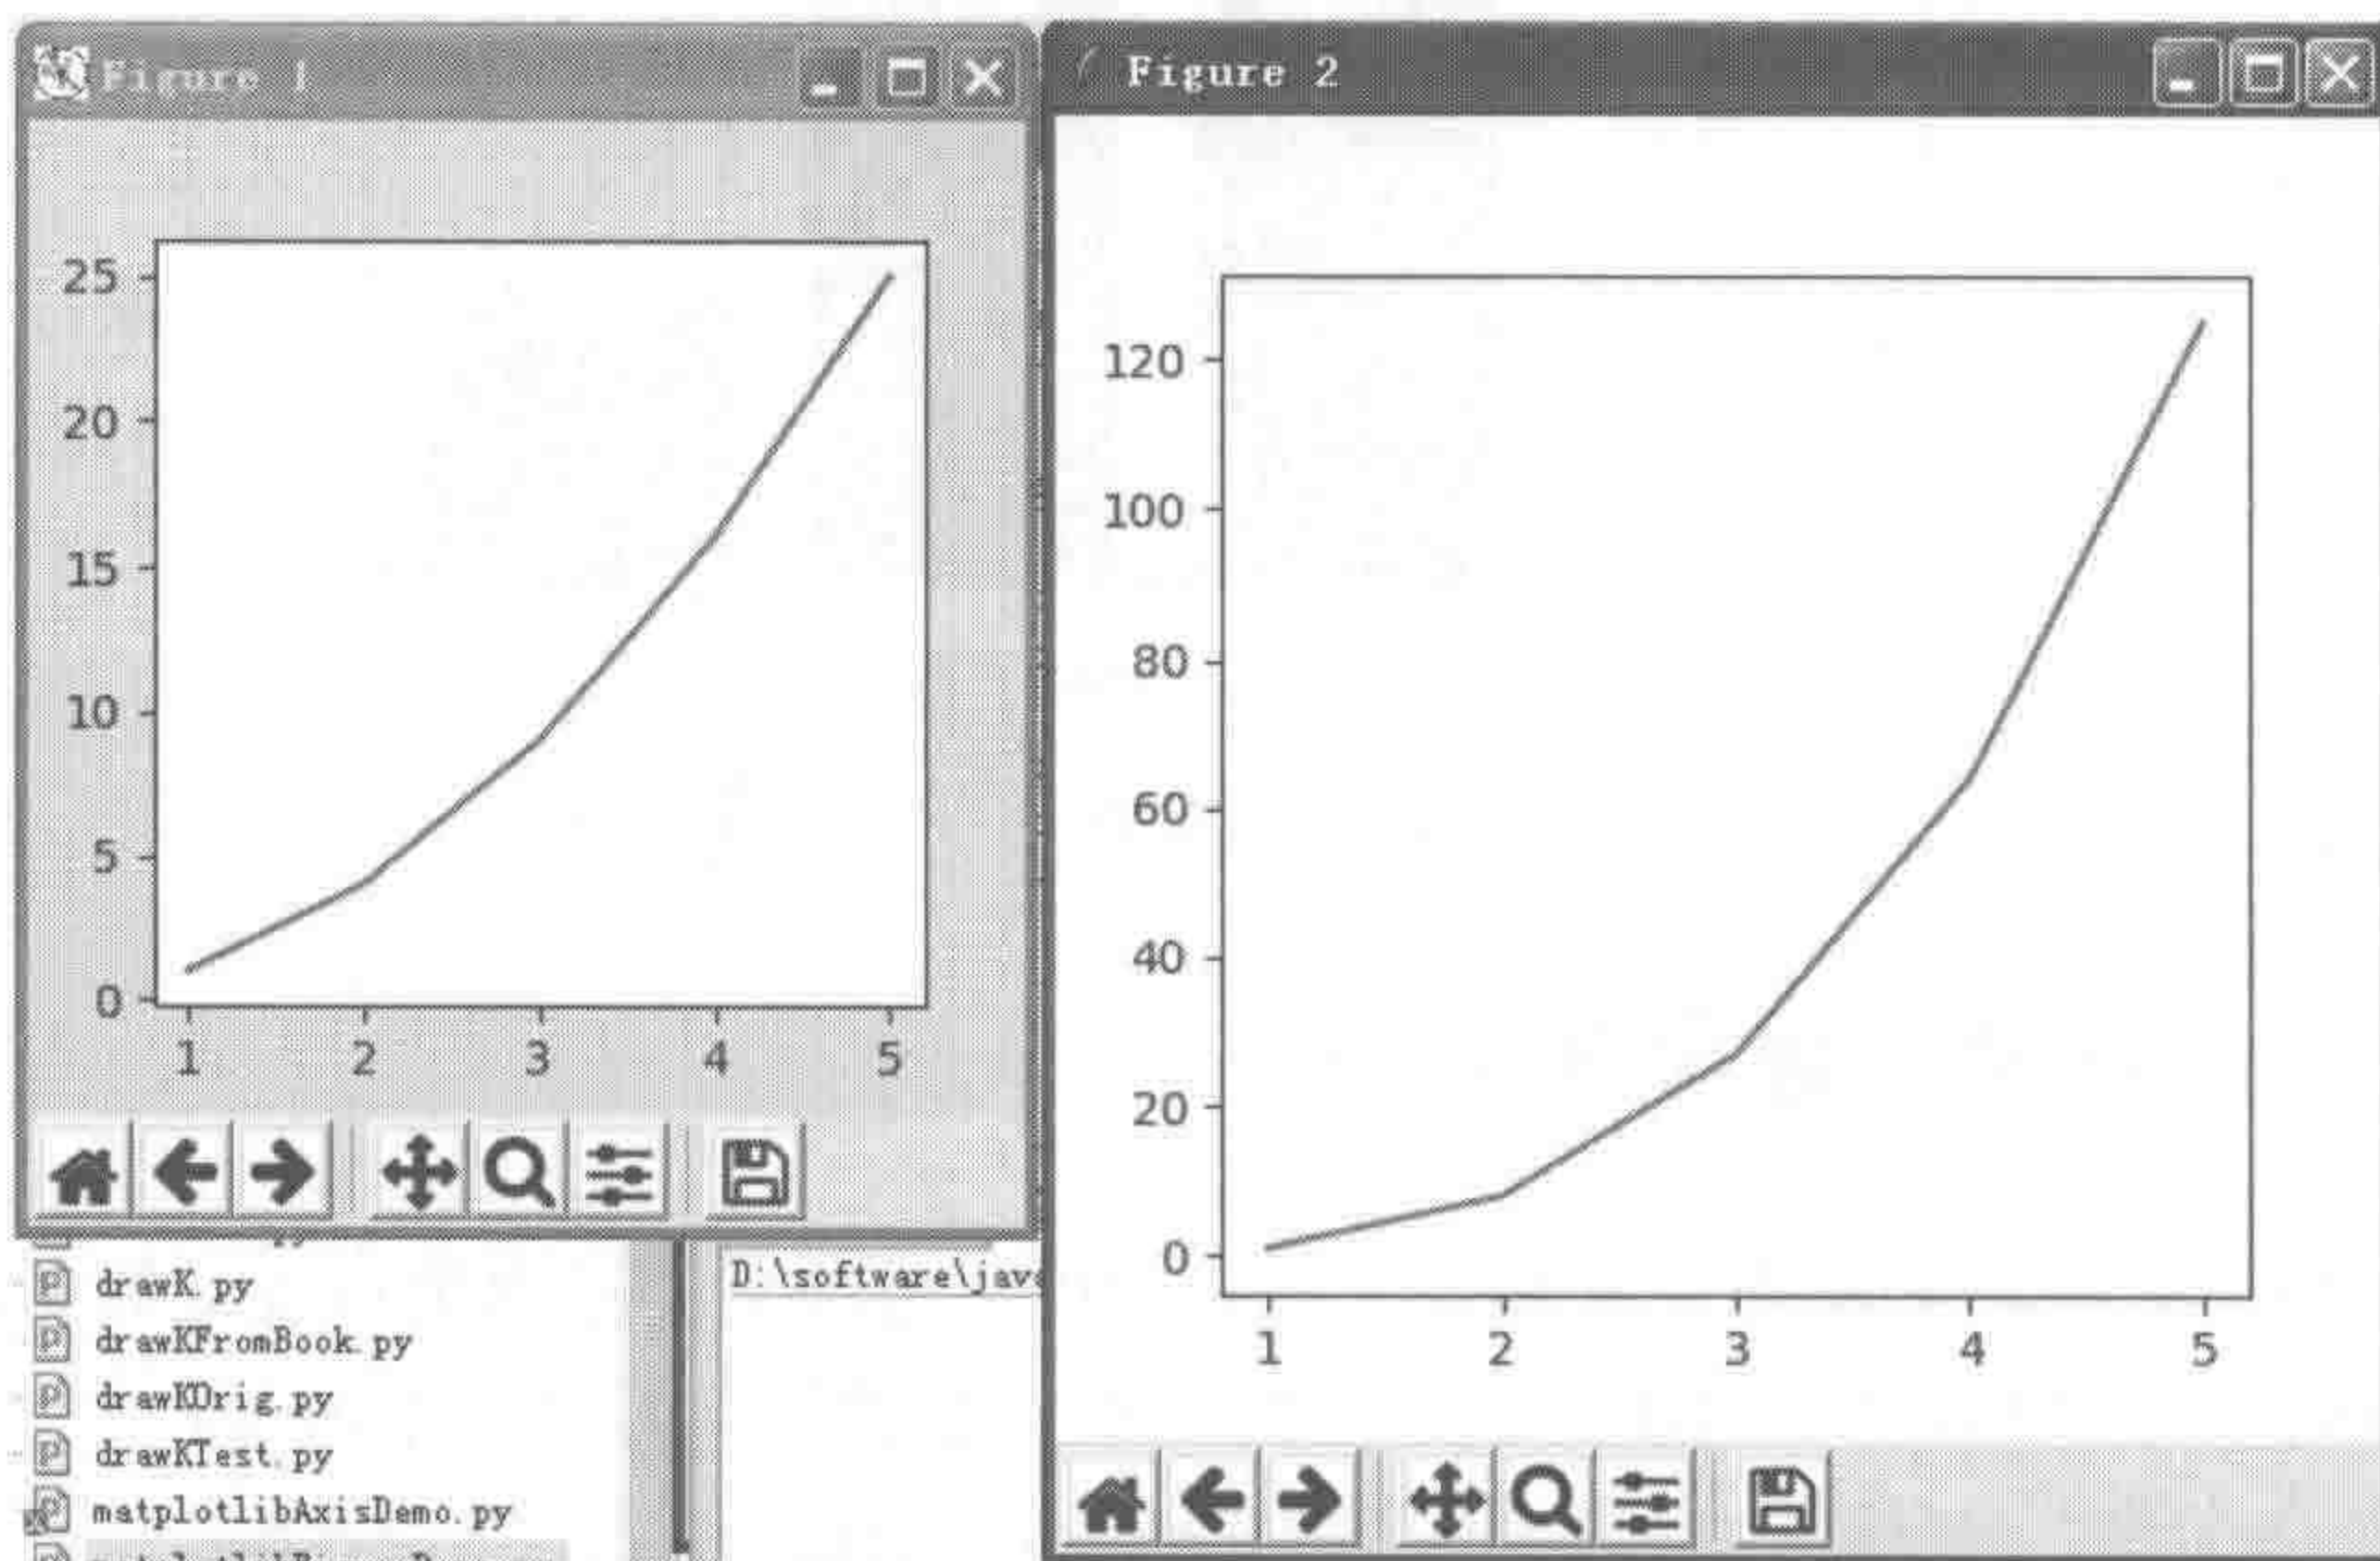 Figure 1
25
20
15
10
5
0
1 2 3 4 5
Figure 2
120
100
80
60
40
20
0
1 2 3 4 5
drawK.py
drawKFromBook.py
drawKOrig.py
drawKTest.py
matplotlibAxisDemo.py
D:\software\jav